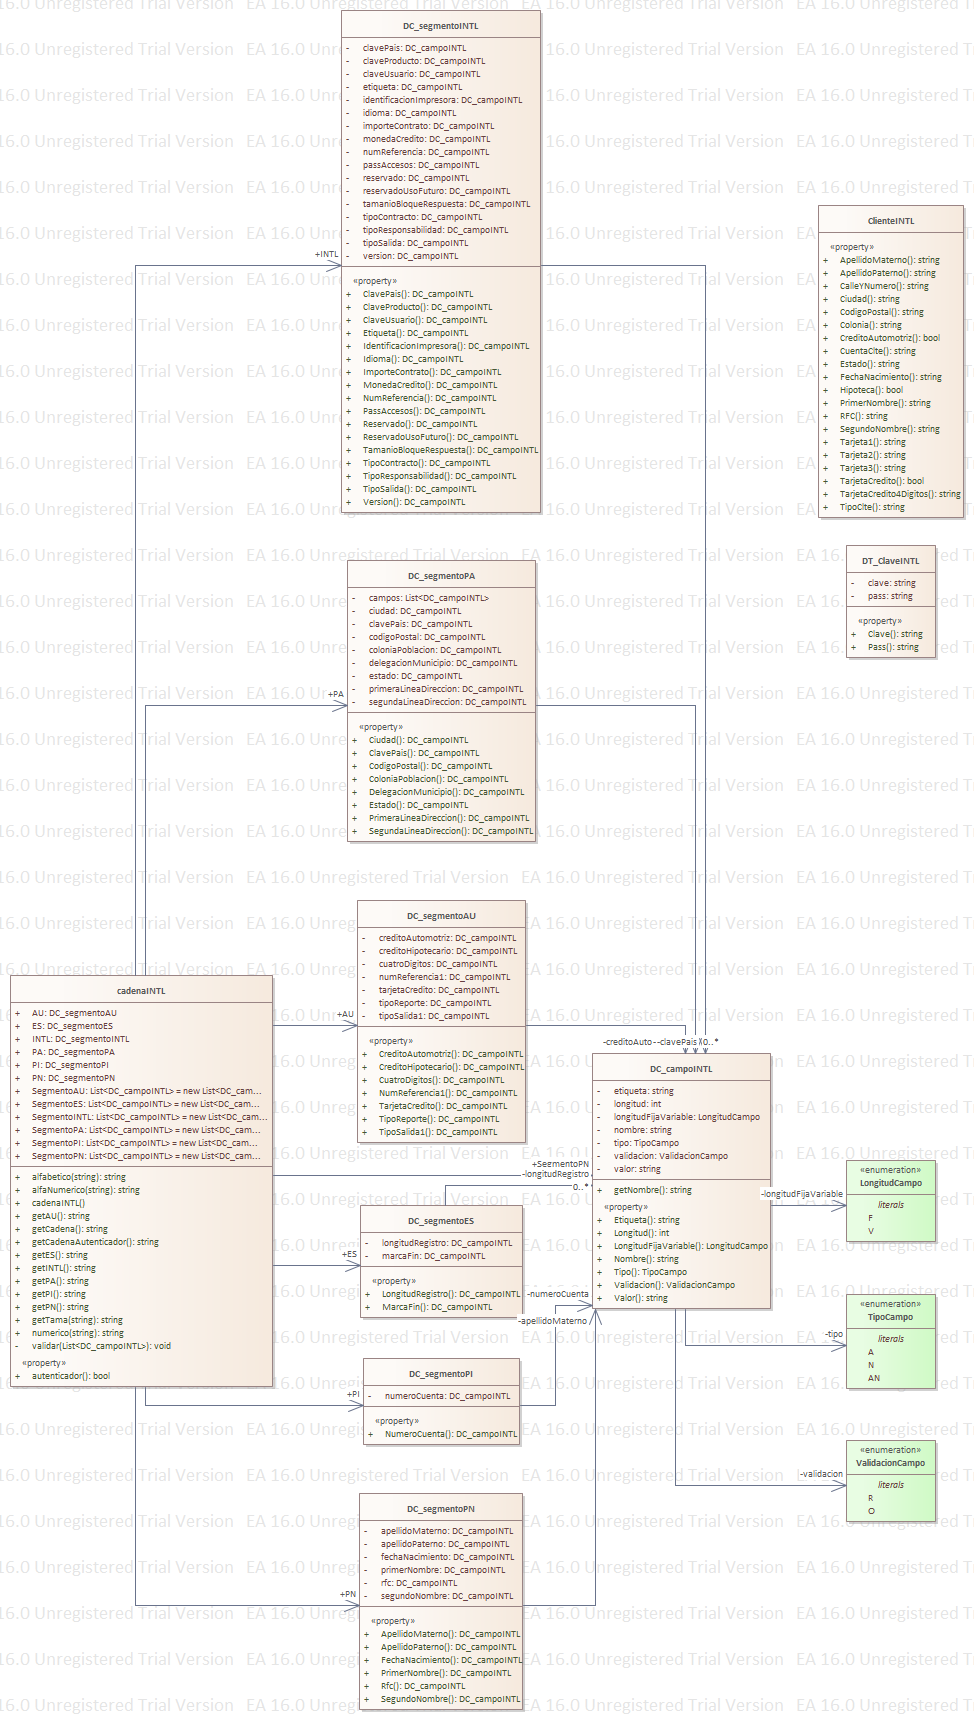 DC_segmentoINTL
- clavePais: DC_campoINTL
- claveProducto: DC_campoINTL
- claveUsuario: DC_campoINTL
- etiqueta: DC_campoINTL
- identificacionImpresora: DC_campoINTL
- idioma: DC_campoINTL
- importeContrato: DC_campoINTL
- monedaCredito: DC_campoINTL
- numReferencia: DC_campoINTL
- passAccesos: DC_campoINTL
- reservado: DC_campoINTL
- reservadoUsoFuturo: DC_campoINTL
- tamanioBloqueRespuesta: DC_campoINTL
- tipoContracto: DC_campoINTL
- tipoResponsabilidad: DC_campoINTL
- tipoSalida: DC_campoINTL
- version: DC_campoINTL
«property»
+ ClavePais(): DC_campoINTL
+ ClaveProducto(): DC_campoINTL
+ ClaveUsuario(): DC_campoINTL
+ Etiqueta(): DC_campoINTL
+ IdentificacionImpresora(): DC_campoINTL
+ Idioma(): DC_campoINTL
+ ImporteContrato(): DC_campoINTL
+ MonedaCredito(): DC_campoINTL
+ NumReferencia(): DC_campoINTL
+ PassAccesos(): DC_campoINTL
+ Reservado(): DC_campoINTL
+ ReservadoUsoFuturo(): DC_campoINTL
+ TamanioBloqueRespuesta(): DC_campoINTL
+ TipoContracto(): DC_campoINTL
+ TipoResponsabilidad(): DC_campoINTL
+ TipoSalida(): DC_campoINTL
+ Version(): DC_campoINTL
+INTL
ClienteINTL
«property»
+ ApellidoMaterno(): string
+ ApellidoPaterno(): string
+ CalleYNumero(): string
+ Ciudad(): string
+ CodigoPostal(): string
+ Colonia(): string
+ CreditoAutomotriz(): bool
+ CuentaClte(): string
+ Estado(): string
+ FechaNacimiento(): string
+ Hipoteca(): bool
+ PrimerNombre(): string
+ RFC(): string
+ SegundoNombre(): string
+ Tarjeta1(): string
+ Tarjeta2(): string
+ Tarjeta3(): string
+ TarjetaCredito(): bool
+ TarjetaCredito4Digitos(): string
+ TipoClte(): string
DT_ClaveINTL
- clave: string
- pass: string
«property»
+ Clave(): string
+ Pass(): string
DC_segmentoPA
- campos: List<DC_campoINTL>
- ciudad: DC_campoINTL
- clavePais: DC_campoINTL
- codigoPostal: DC_campoINTL
- coloniaPoblacion: DC_campoINTL
- delegacionMunicipio: DC_campoINTL
- estado: DC_campoINTL
- primeraLineaDireccion: DC_campoINTL
- segundaLineaDireccion: DC_campoINTL
«property»
+ Ciudad(): DC_campoINTL
+ ClavePais(): DC_campoINTL
+ CodigoPostal(): DC_campoINTL
+ ColoniaPoblacion(): DC_campoINTL
+ DelegacionMunicipio(): DC_campoINTL
+ Estado(): DC_campoINTL
+ PrimeraLineaDireccion(): DC_campoINTL
+ SegundaLineaDireccion(): DC_campoINTL
+PA
DC_segmentoAU
- creditoAutomotriz: DC_campoINTL
- creditoHipotecario: DC_campoINTL
- cuatroDigitos: DC_campoINTL
- numReferencia1: DC_campoINTL
- tarjetaCredito: DC_campoINTL
- tipoReporte: DC_campoINTL
- tipoSalida1: DC_campoINTL
«property»
+ CreditoAutomotriz(): DC_campoINTL
+ CreditoHipotecario(): DC_campoINTL
+ CuatroDigitos(): DC_campoINTL
+ NumReferencia1(): DC_campoINTL
+ TarjetaCredito(): DC_campoINTL
+ TipoReporte(): DC_campoINTL
+ TipoSalida1(): DC_campoINTL
+AU
cadenaINTL
+ AU: DC_segmentoAU
+ ES: DC_segmentoES
+ INTL: DC_segmentoINTL
+ PA: DC_segmentoPA
+ PI: DC_segmentoPI
+ PN: DC_segmentoPN
+ SegmentoAU: List<DC_campoINTL> = new List<DC_cam...
+ SegmentoES: List<DC_campoINTL> = new List<DC_cam...
+ SegmentoINTL: List<DC_campoINTL> = new List<DC_cam...
+ SegmentoPA: List<DC_campoINTL> = new List<DC_cam...
+ SegmentoPI: List<DC_campoINTL> = new List<DC_cam...
+ SegmentoPN: List<DC_campoINTL> = new List<DC_cam...
+ alfabetico(string): string
+ alfaNumerico(string): string
+ cadenaINTL()
+ getAU(): string
+ getCadena(): string
+ getCadenaAutenticador(): string
+ getES(): string
+ getINTL(): string
+ getPA(): string
+ getPI(): string
+ getPN(): string
+ getTama(string): string
+ numerico(string): string
- validar(List<DC_campoINTL>): void
«property»
+ autenticador(): bool
0..*
DC_campoINTL
- etiqueta: string
- longitud: int
- longitudFijaVariable: LongitudCampo
- nombre: string
- tipo: TipoCampo
- validacion: ValidacionCampo
- valor: string
+ getNombre(): string
«property»
+ Etiqueta(): string
+ Longitud(): int
+ LongitudFijaVariable(): LongitudCampo
+ Nombre(): string
+ Tipo(): TipoCampo
+ Validacion(): ValidacionCampo
+ Valor(): string
+SegmentoPN
-longitudRegistro
0..*
-longitudFijaVariable
«enumeration»
LongitudCampo
literals
F
V
DC_segmentoES
- longitudRegistro: DC_campoINTL
- marcaFin: DC_campoINTL
«property»
+ LongitudRegistro(): DC_campoINTL
+ MarcaFin(): DC_campoINTL
+ES
-numeroCuenta
-apellidoMaterno
-tipo
«enumeration»
TipoCampo
literals
A
N
AN
DC_segmentoPI
- numeroCuenta: DC_campoINTL
«property»
+ NumeroCuenta(): DC_campoINTL
+PI
-validacion
«enumeration»
ValidacionCampo
literals
R
O
DC_segmentoPN
- apellidoMaterno: DC_campoINTL
- apellidoPaterno: DC_campoINTL
- fechaNacimiento: DC_campoINTL
- primerNombre: DC_campoINTL
- rfc: DC_campoINTL
- segundoNombre: DC_campoINTL
«property»
+ ApellidoMaterno(): DC_campoINTL
+ ApellidoPaterno(): DC_campoINTL
+ FechaNacimiento(): DC_campoINTL
+ PrimerNombre(): DC_campoINTL
+ Rfc(): DC_campoINTL
+ SegundoNombre(): DC_campoINTL
+PN
EA 16.0 Unregistered Trial Version